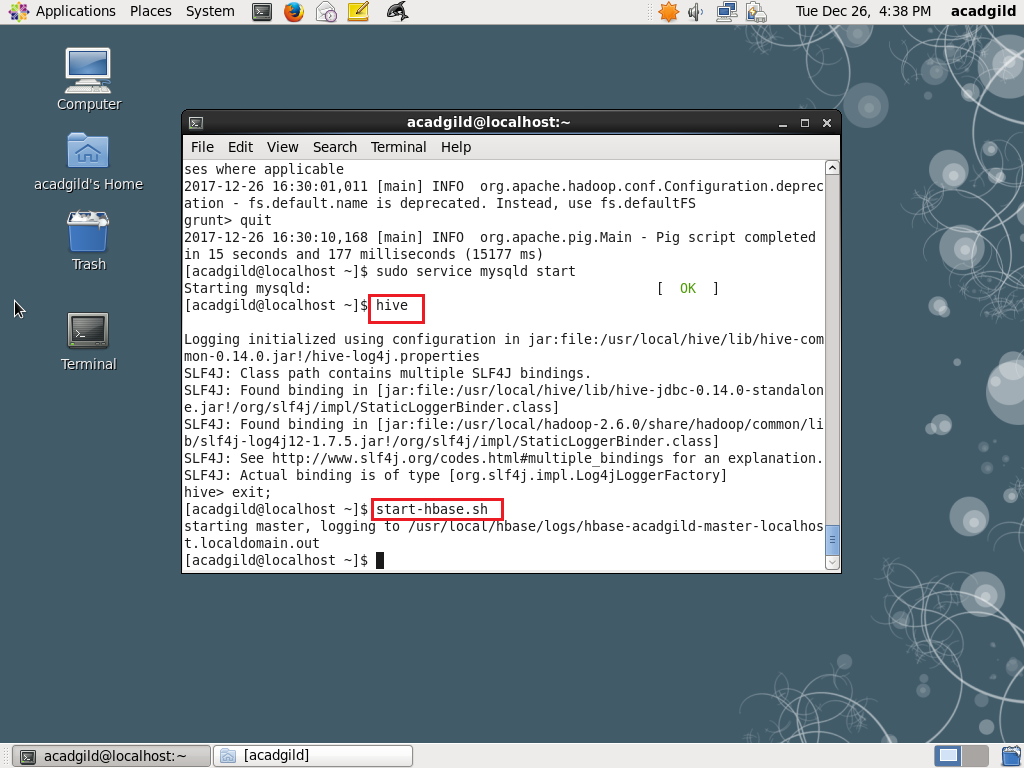 Applications Places System Tue Dec 26, 4:38 PM acadgild
Computer
acadgild's Home
Trash
Terminal
acadgild@localhost:~
File Edit View Search Terminal Help
ses where applicable
2017-12-26 16:30:01,011 [main] INFO  org.apache.hadoop.conf.Configuration.deprec
ation - fs.default.name is deprecated. Instead, use fs.defaultFS
grunt> quit
2017-12-26 16:30:10,168 [main] INFO  org.apache.pig.Main - Pig script completed
in 15 seconds and 177 milliseconds (15177 ms)
[acadgild@localhost ~]$ sudo service mysqld start
Starting mysqld:                                           [  OK  ]
[acadgild@localhost ~]$ hive
Logging initialized using configuration in jar:file:/usr/local/hive/lib/hive-com
mon-0.14.0.jar!/hive-log4j.properties
SLF4J: Class path contains multiple SLF4J bindings.
SLF4J: Found binding in [jar:file:/usr/local/hive/lib/hive-jdbc-0.14.0-standalon
e.jar!/org/slf4j/impl/StaticLoggerBinder.class]
SLF4J: Found binding in [jar:file:/usr/local/hadoop-2.6.0/share/hadoop/common/li
b/slf4j-log4j12-1.7.5.jar!/org/slf4j/impl/StaticLoggerBinder.class]
SLF4J: See http://www.slf4j.org/codes.html#multiple_bindings for an explanation.
SLF4J: Actual binding is of type [org.slf4j.impl.Log4jLoggerFactory]
hive> exit;
[acadgild@localhost ~]$ start-hbase.sh
starting master, logging to /usr/local/hbase/logs/hbase-acadgild-master-localhos
t.localdomain.out
[acadgild@localhost ~]$
acadgild@localhost:~ [acadgild]